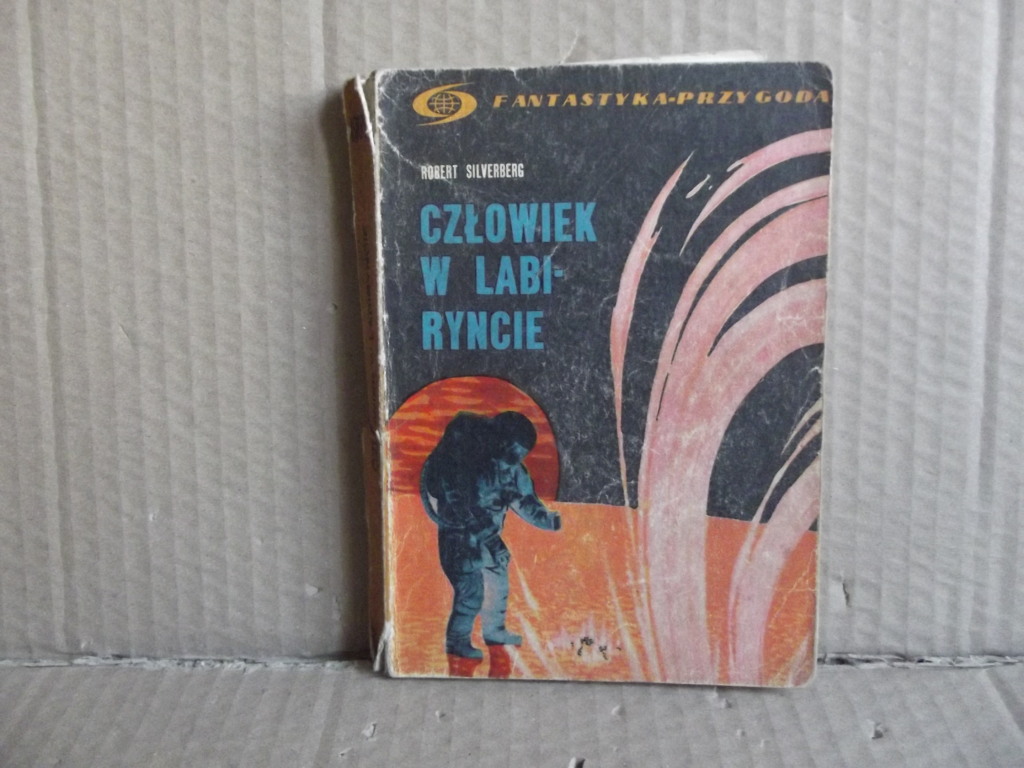 FANTASTYKA-PRZYGODA
ROBERT SILVERBERG
CZŁOWIEK
W LABI-
RYNCIE